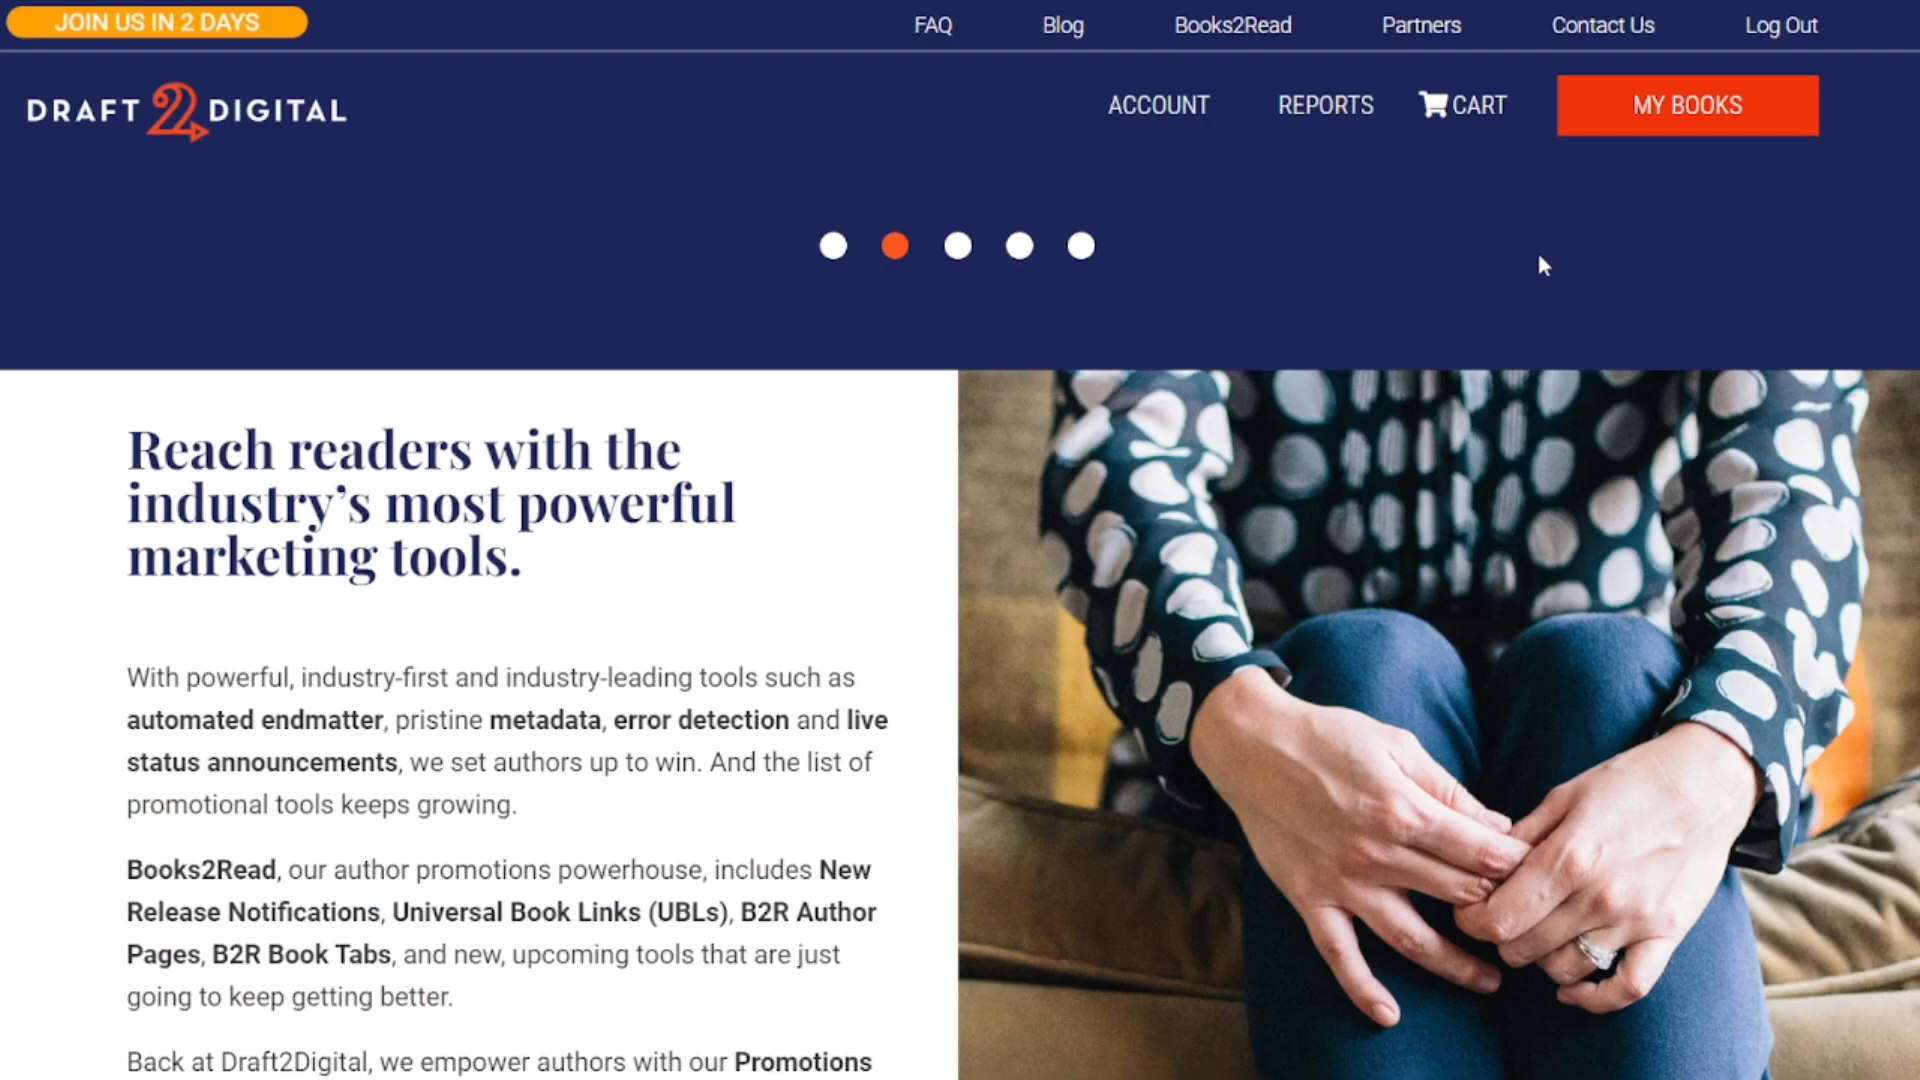 JOIN US IN 2 DAYS
FAQ Blog Books2Read Partners Contact Us Log Out
DRAFT 2 DIGITAL
ACCOUNT REPORTS CART MY BOOKS
Reach readers with the
industry’s most powerful
marketing tools.
With powerful, industry-first and industry-leading tools such as
automated endmatter, pristine metadata, error detection and live
status announcements, we set authors up to win. And the list of
promotional tools keeps growing.
Books2Read, our author promotions powerhouse, includes New
Release Notifications, Universal Book Links (UBLs), B2R Author
Pages, B2R Book Tabs, and new, upcoming tools that are just
going to keep getting better.
Back at Draft2Digital, we empower authors with our Promotions